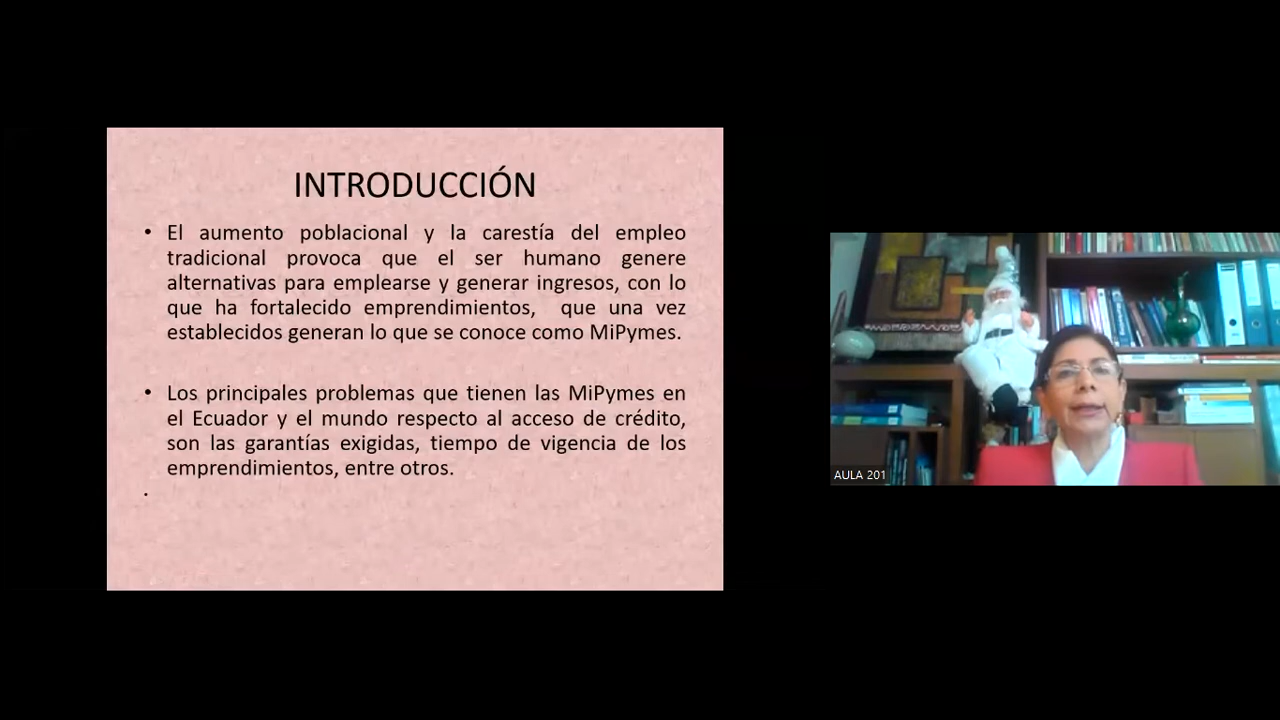 INTRODUCCIÓN
• El aumento poblacional y la carestía del empleo
tradicional provoca que el ser humano genere
alternativas para emplearse y generar ingresos, con lo
que ha fortalecido emprendimientos, que una vez
establecidos generan lo que se conoce como MiPymes.
• Los principales problemas que tienen las MiPymes en
el Ecuador y el mundo respecto al acceso de crédito,
son las garantías exigidas, tiempo de vigencia de los
emprendimientos, entre otros.
.
AULA 201